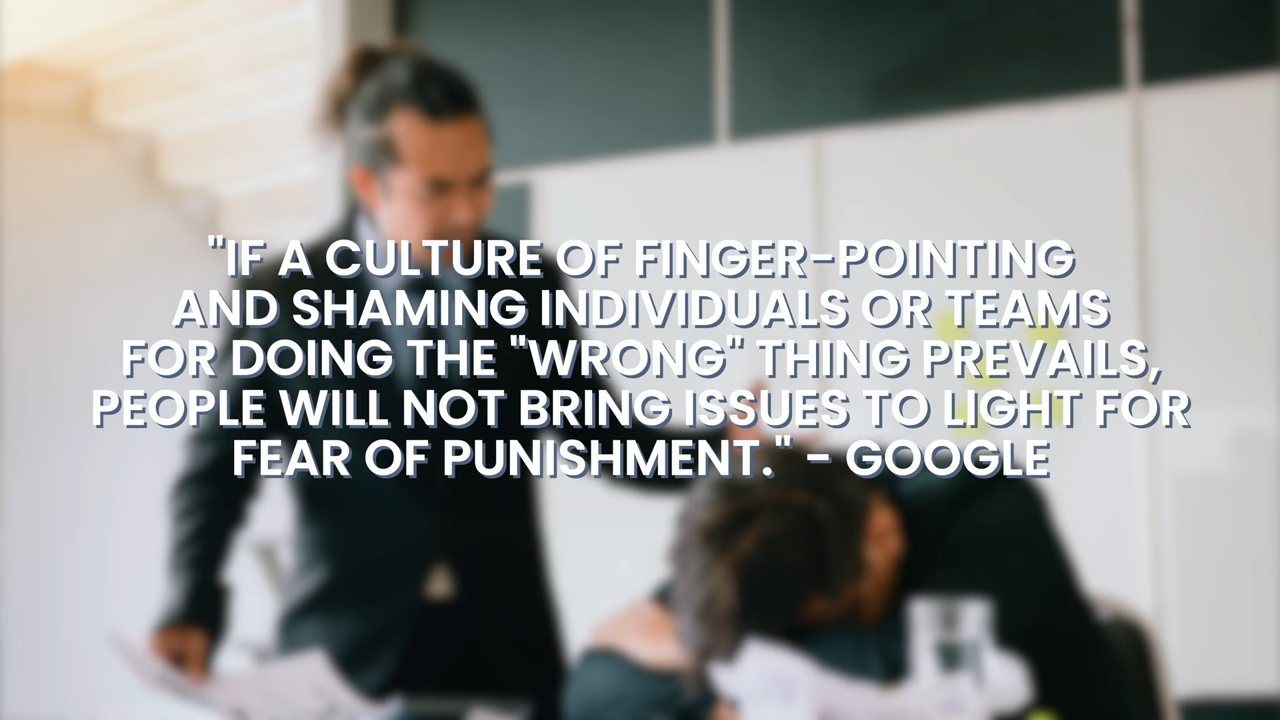 "IF A CULTURE OF FINGER-POINTING
AND SHAMING INDIVIDUALS OR TEAMS
FOR DOING THE "WRONG" THING PREVAILS,
PEOPLE WILL NOT BRING ISSUES TO LIGHT FOR
FEAR OF PUNISHMENT." - GOOGLE